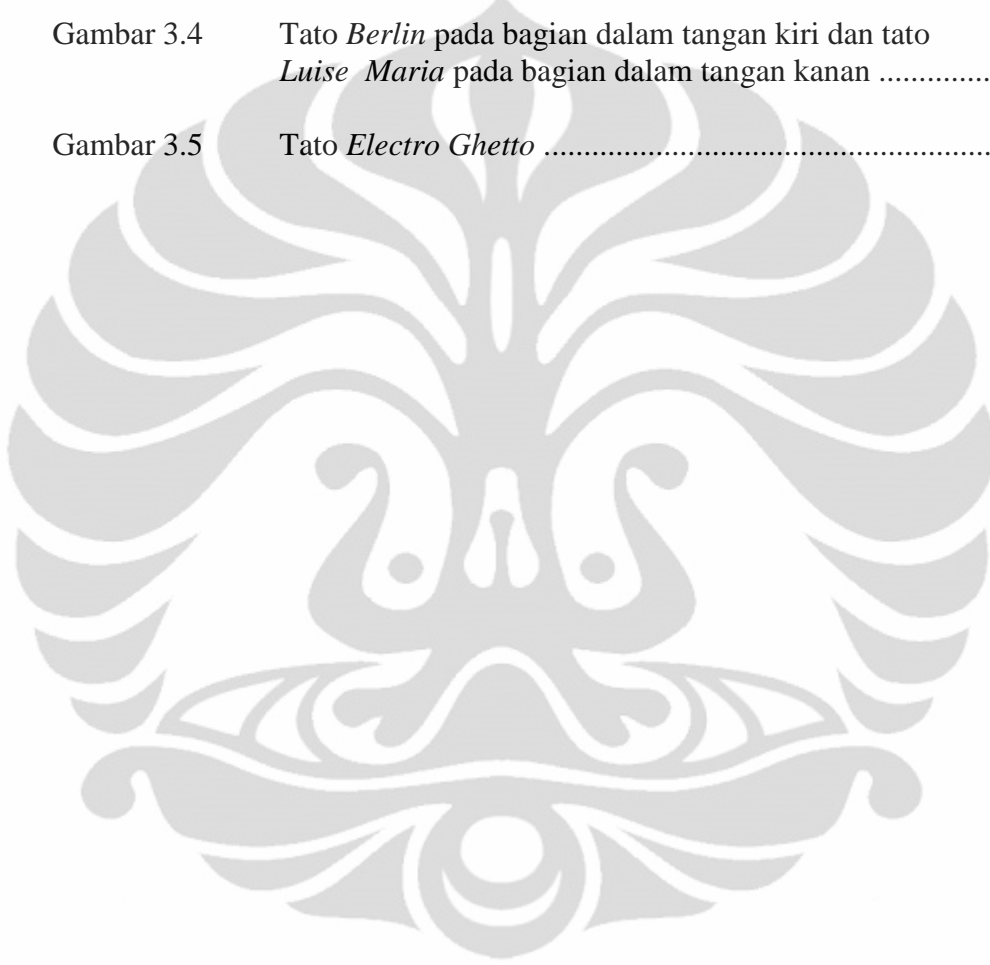 Gambar 3.4 Tato Berlin pada bagian dalam tangan kiri dan tato
Luise Maria pada bagian dalam tangan kanan ..............
Gambar 3.5 Tato Electro Ghetto ..................................................